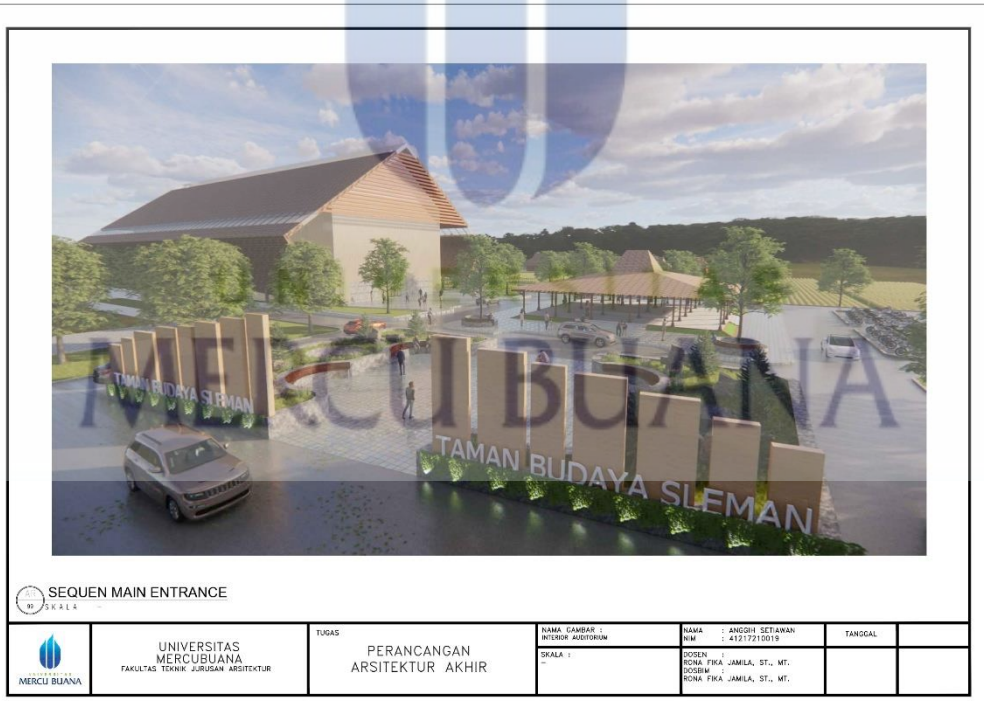 MERCU BUANA
TAMAN BUDAYA SLEMAN
TAMAN BUDAYA SLEMAN
SEQUEN MAIN ENTRANCE
99
SKALA –
UNIVERSITAS
MERCU BUANA
UNIVERSITAS
MERCUBUANA
FAKULTAS TEKNIK JURUSAN ARSITEKTUR
TUGAS
PERANCANGAN
ARSITEKTUR AKHIR
NAMA GAMBAR :
INTERIOR AUDITORIUM
SKALA :
–
NAMA : ANGGIH SETIAWAN
NIM : 41217210019
DOSEN :
RONA FIKA JAMILA, ST., MT.
DOSBIM :
RONA FIKA JAMILA, ST., MT.
TANGGAL